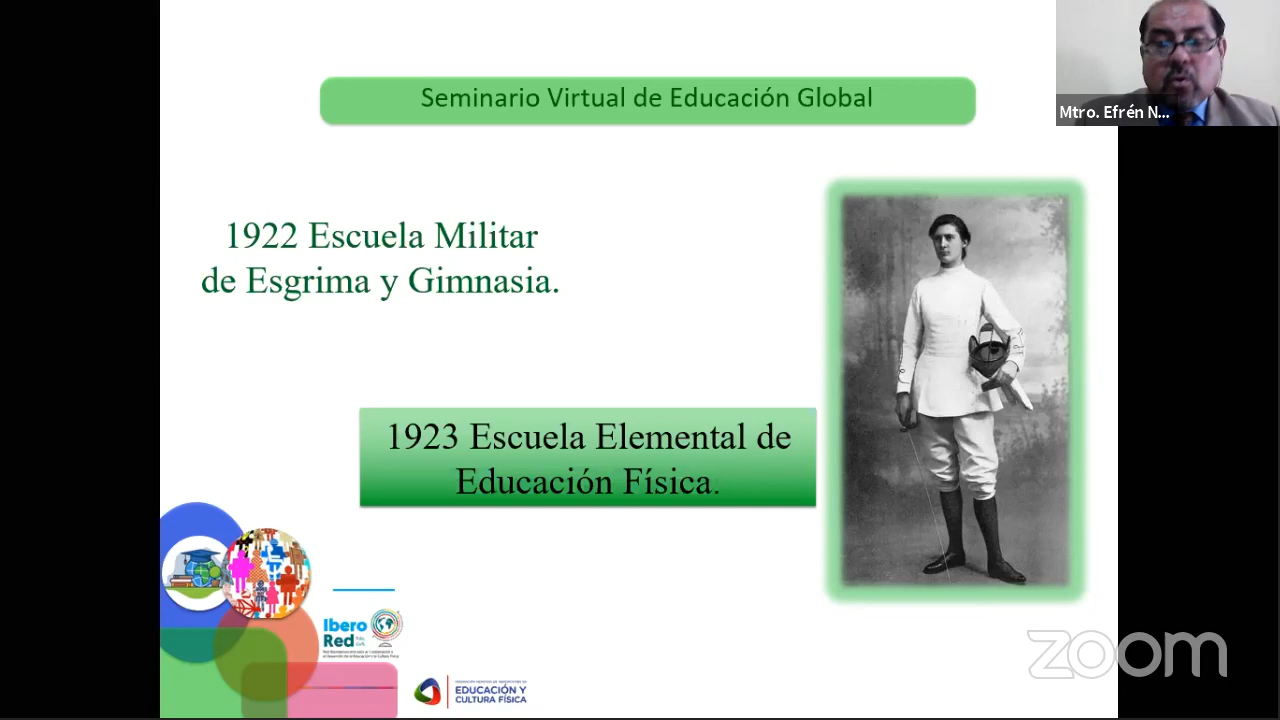 Seminario Virtual de Educación Global
Mtro. Efrén N...
1922 Escuela Militar
de Esgrima y Gimnasia.
1923 Escuela Elemental de
Educación Física.
Ibero
Red
EDUCACIÓN Y
CULTURA FÍSICA
zoom